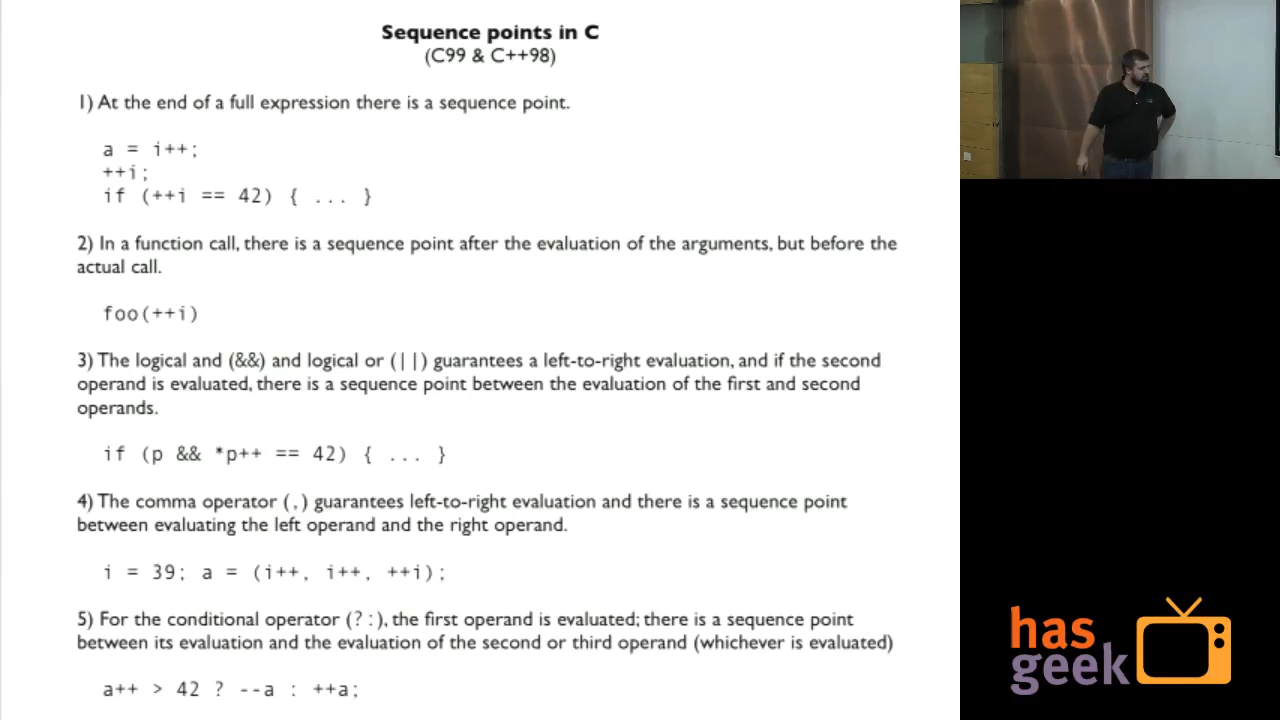 Sequence points in C
(C99 & C++98)
1) At the end of a full expression there is a sequence point.
a = i++;
++i;
if (++i == 42) { ... }
2) In a function call, there is a sequence point after the evaluation of the arguments, but before the
actual call.
foo(++i)
3) The logical and (&&) and logical or (||) guarantees a left-to-right evaluation, and if the second
operand is evaluated, there is a sequence point between the evaluation of the first and second
operands.
if (p && *p++ == 42) { ... }
4) The comma operator (,) guarantees left-to-right evaluation and there is a sequence point
between evaluating the left operand and the right operand.
i = 39; a = (i++, i++, ++i);
5) For the conditional operator (?:), the first operand is evaluated; there is a sequence point
between its evaluation and the evaluation of the second or third operand (whichever is evaluated)
a++ > 42 ? --a : ++a;
has
geek